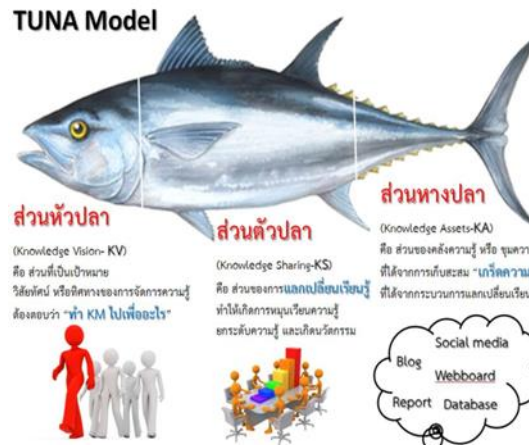 TUNA Model
ส่วนหัวปลา
(Knowledge Vision- KV)
คือ ส่วนที่เป็นเป้าหมาย
วิสัยทัศน์ หรือทิศทางของการจัดการความรู้
ต้องตอบว่า "ทำ KM ไปเพื่ออะไร"
ส่วนตัวปลา
(Knowledge Sharing-KS)
คือ ส่วนของการแลกเปลี่ยนเรียนรู้
ทำให้เกิดการหมุนเวียนความรู้
ยกระดับความรู้ และเกิดนวัตกรรม
ส่วนหางปลา
(Knowledge Assets-KA)
คือ ส่วนของคลังความรู้ หรือ ขุมความ
ที่ได้จากการเก็บสะสม "เกร็ดความ
ที่ได้จากกระบวนการแลกเปลี่ยนเรียน
Social media
Blog
Webboard
Report Database